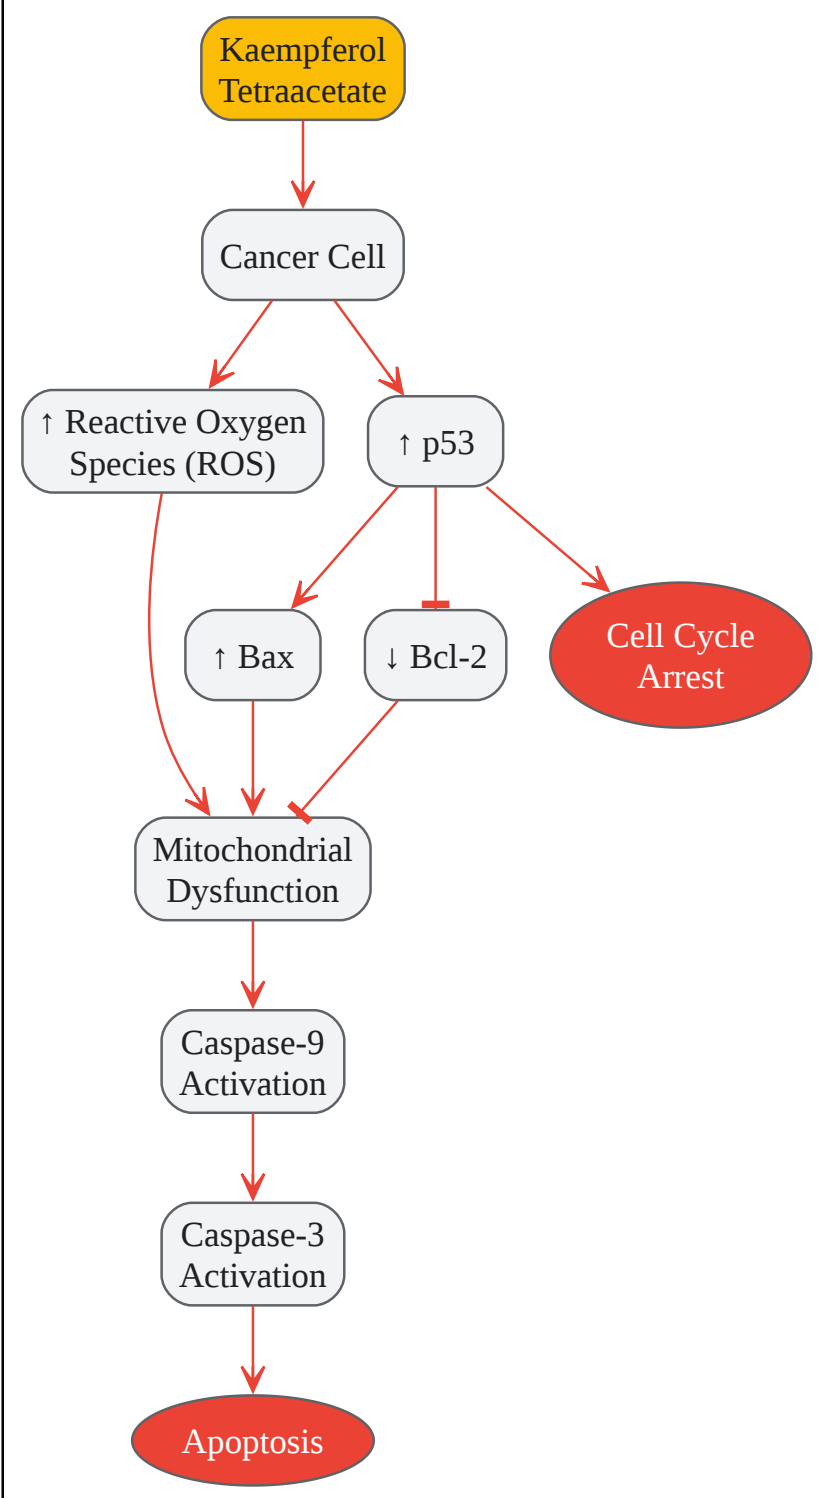 Kaempferol
Tetraacetate
Cancer Cell
↑ Reactive Oxygen
Species (ROS)
↑ p53
↑ Bax
↓ Bcl-2
Cell Cycle
Arrest
Mitochondrial
Dysfunction
Caspase-9
Activation
Caspase-3
Activation
Apoptosis